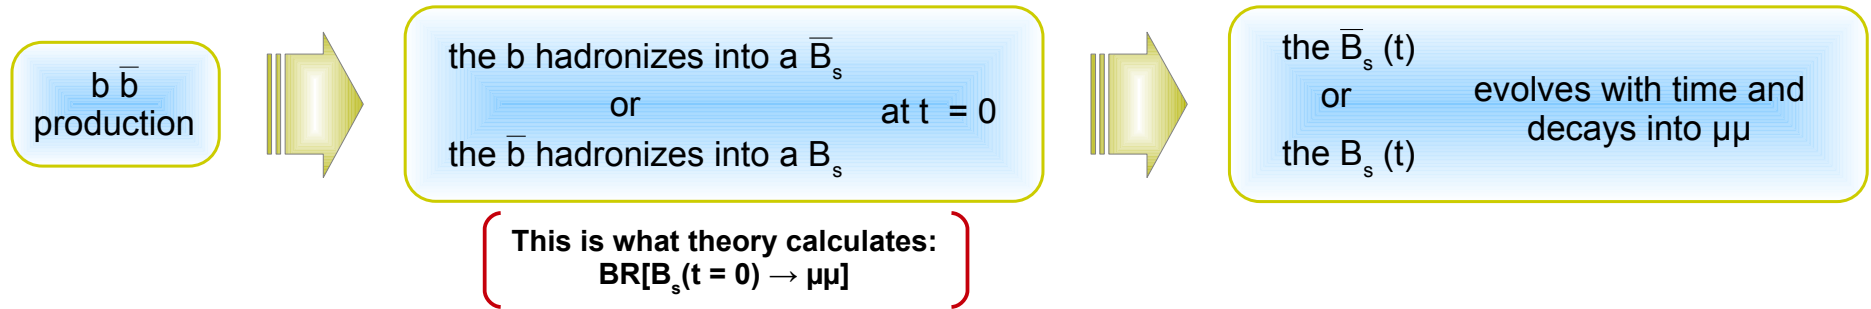 b b̅
production
the b hadronizes into a B̅ₛ
or
at t = 0
the b̅ hadronizes into a Bₛ
This is what theory calculates:
BR[Bₛ(t = 0) → μμ]
the B̅ₛ (t)
or
the Bₛ (t)
evolves with time and
decays into μμ